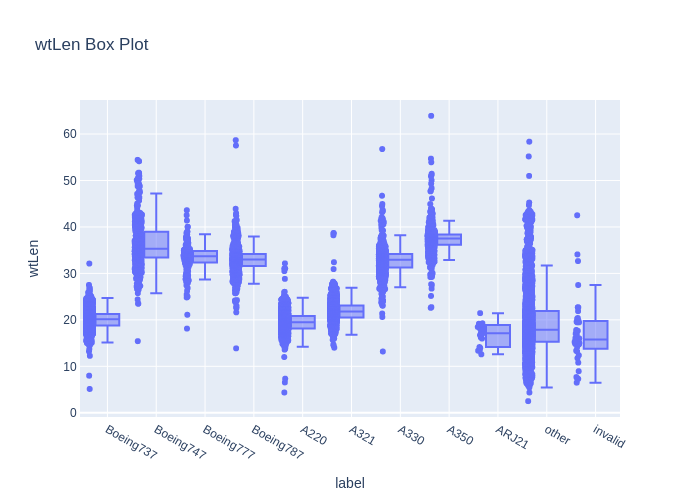 wtLen Box Plot
60
50
40
30
20
10
0
wtLen
Boeing737
Boeing747
Boeing777
Boeing787
A220
A321
A330
A350
ARJ21
other
invalid
label